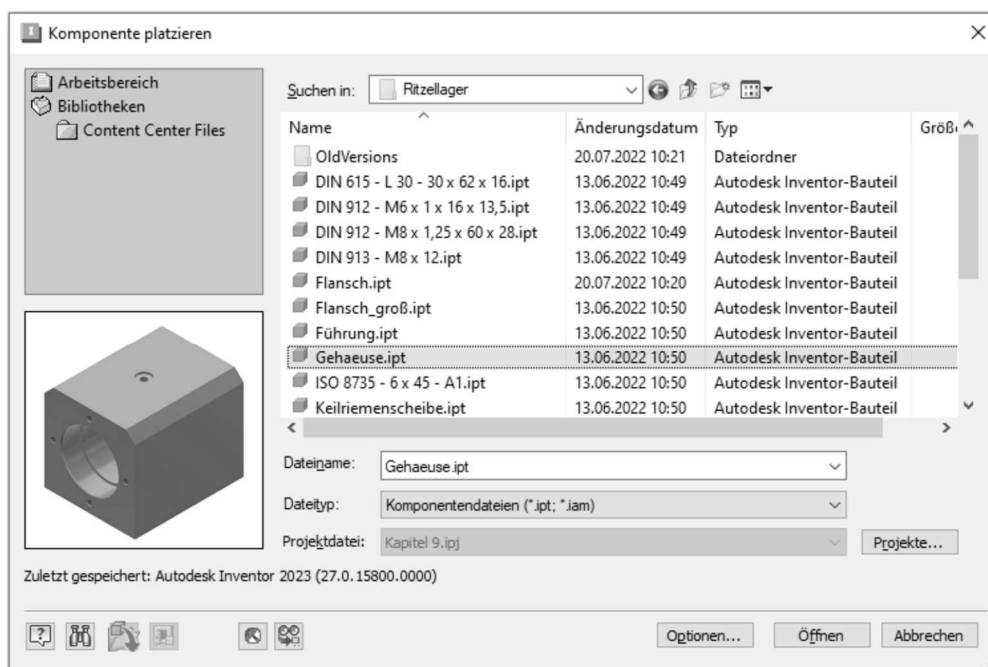 Komponente platzieren
Arbeitsbereich
Bibliotheken
Content Center Files
Suchen in: Ritzellager
Name Änderungsdatum Typ Größe
OldVersions 20.07.2022 10:21 Dateiordner
DIN 615 - L 30 - 30 x 62 x 16.ipt 13.06.2022 10:49 Autodesk Inventor-Bauteil
DIN 912 - M6 x 1 x 16 x 13,5.ipt 13.06.2022 10:49 Autodesk Inventor-Bauteil
DIN 912 - M8 x 1,25 x 60 x 28.ipt 13.06.2022 10:49 Autodesk Inventor-Bauteil
DIN 913 - M8 x 12.ipt 13.06.2022 10:49 Autodesk Inventor-Bauteil
Flansch.ipt 20.07.2022 10:20 Autodesk Inventor-Bauteil
Flansch_groß.ipt 13.06.2022 10:50 Autodesk Inventor-Bauteil
Führung.ipt 13.06.2022 10:50 Autodesk Inventor-Bauteil
Gehaeuse.ipt 13.06.2022 10:50 Autodesk Inventor-Bauteil
ISO 8735 - 6 x 45 - A1.ipt 13.06.2022 10:50 Autodesk Inventor-Bauteil
Keilriemenscheibe.ipt 13.06.2022 10:50 Autodesk Inventor-Bauteil
Dateiname: Gehaeuse.ipt
Dateityp: Komponentendateien (*.ipt; *.iam)
Projektdatei: Kapitel 9.ipj Projekte...
Zuletzt gespeichert: Autodesk Inventor 2023 (27.0.15800.0000)
Optionen... Öffnen Abbrechen